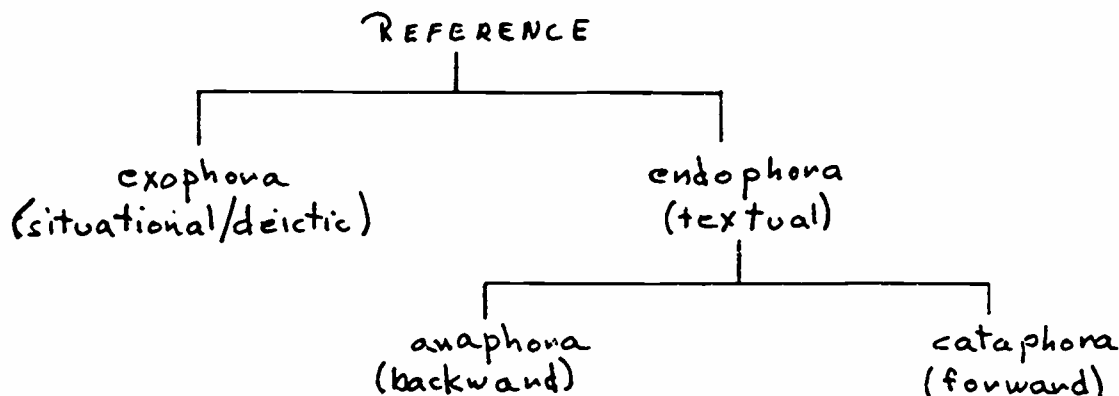 REFERENCE
exophora
endophora
(situational/deictic)
(textual)
anaphora
cataphora
(backward)
(forward)